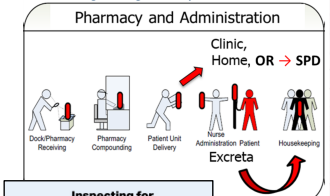 Pharmacy and Administration
Clinic,
Home, OR → SPD
Dock/Pharmacy
Receiving
Pharmacy
Compounding
Patient Unit
Delivery
Nurse
Administration
Patient
Housekeeping
Excreta
Inspecting for